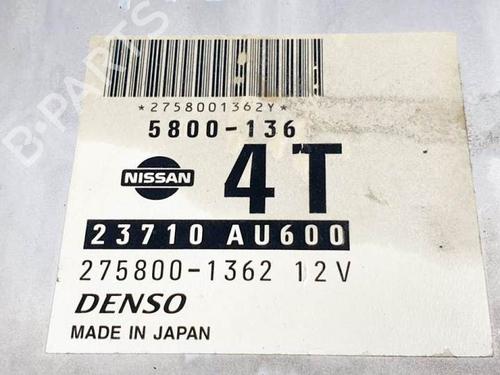 *2758001362Y*
5800-136
NISSAN
4T
23710 AU600
275800-1362 12V
DENSO
MADE IN JAPAN
B-PARTS